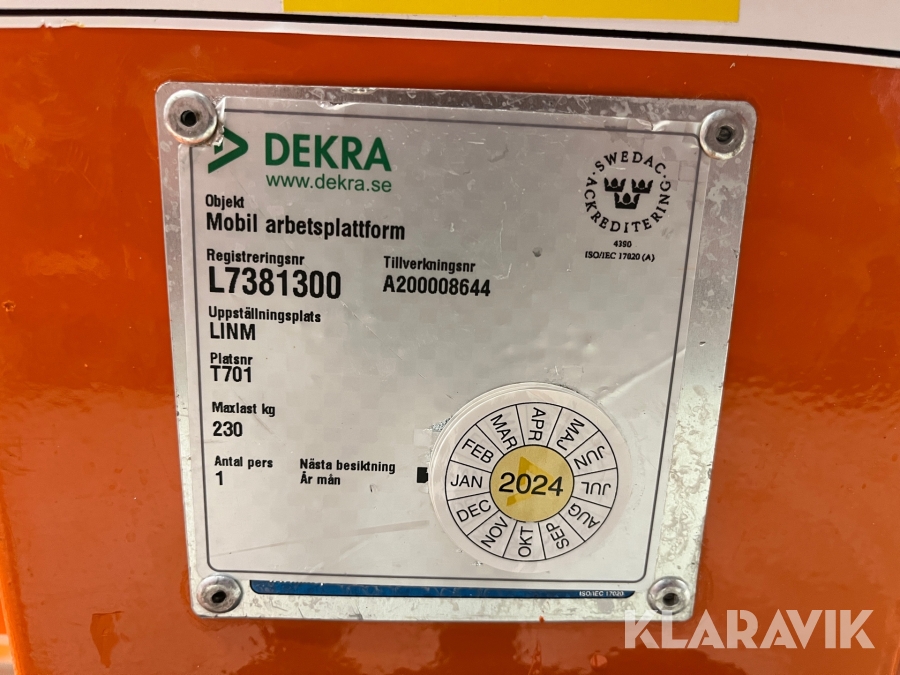 DEKRA
www.dekra.se
SWEDAC
ACKREDITERING
4390
ISO/IEC 17020 (A)
Objekt
Mobil arbetsplattform
Registreringsnr
L7381300
Tillverkningsnr
A200008644
Uppställningsplats
LINM
Platsnr
T701
Maxlast kg
230
Antal pers
1
Nästa besiktning
År mån
JAN FEB MAR APR MAJ JUN JUL AUG SEP OKT NOV DEC
2024
ISO/IEC 17020
KLARAVIK